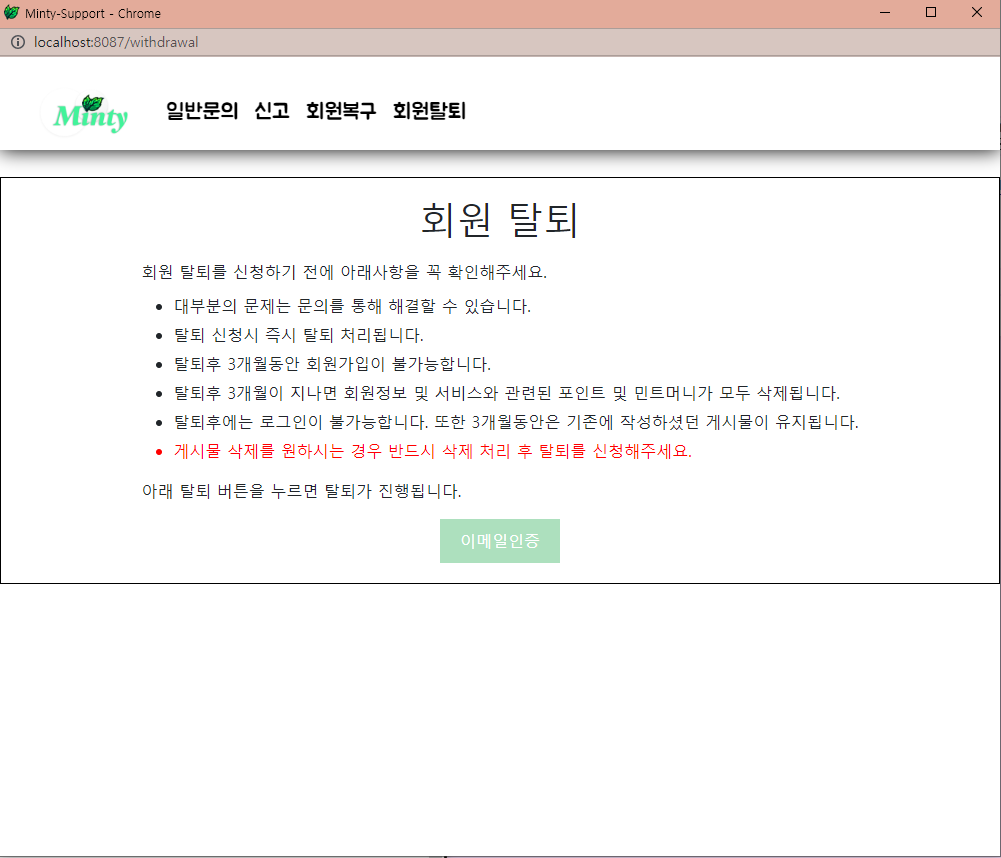 Minty-Support - Chrome
localhost:8087/withdrawal
Minty 일반문의 신고 회원복구 회원탈퇴
회원 탈퇴
회원 탈퇴를 신청하기 전에 아래사항을 꼭 확인해주세요.
대부분의 문제는 문의를 통해 해결할 수 있습니다.
탈퇴 신청시 즉시 탈퇴 처리됩니다.
탈퇴후 3개월동안 회원가입이 불가능합니다.
탈퇴후 3개월이 지나면 회원정보 및 서비스와 관련된 포인트 및 민트머니가 모두 삭제됩니다.
탈퇴후에는 로그인이 불가능합니다. 또한 3개월동안은 기존에 작성하셨던 게시물이 유지됩니다.
게시물 삭제를 원하시는 경우 반드시 삭제 처리 후 탈퇴를 신청해주세요.
아래 탈퇴 버튼을 누르면 탈퇴가 진행됩니다.
이메일인증